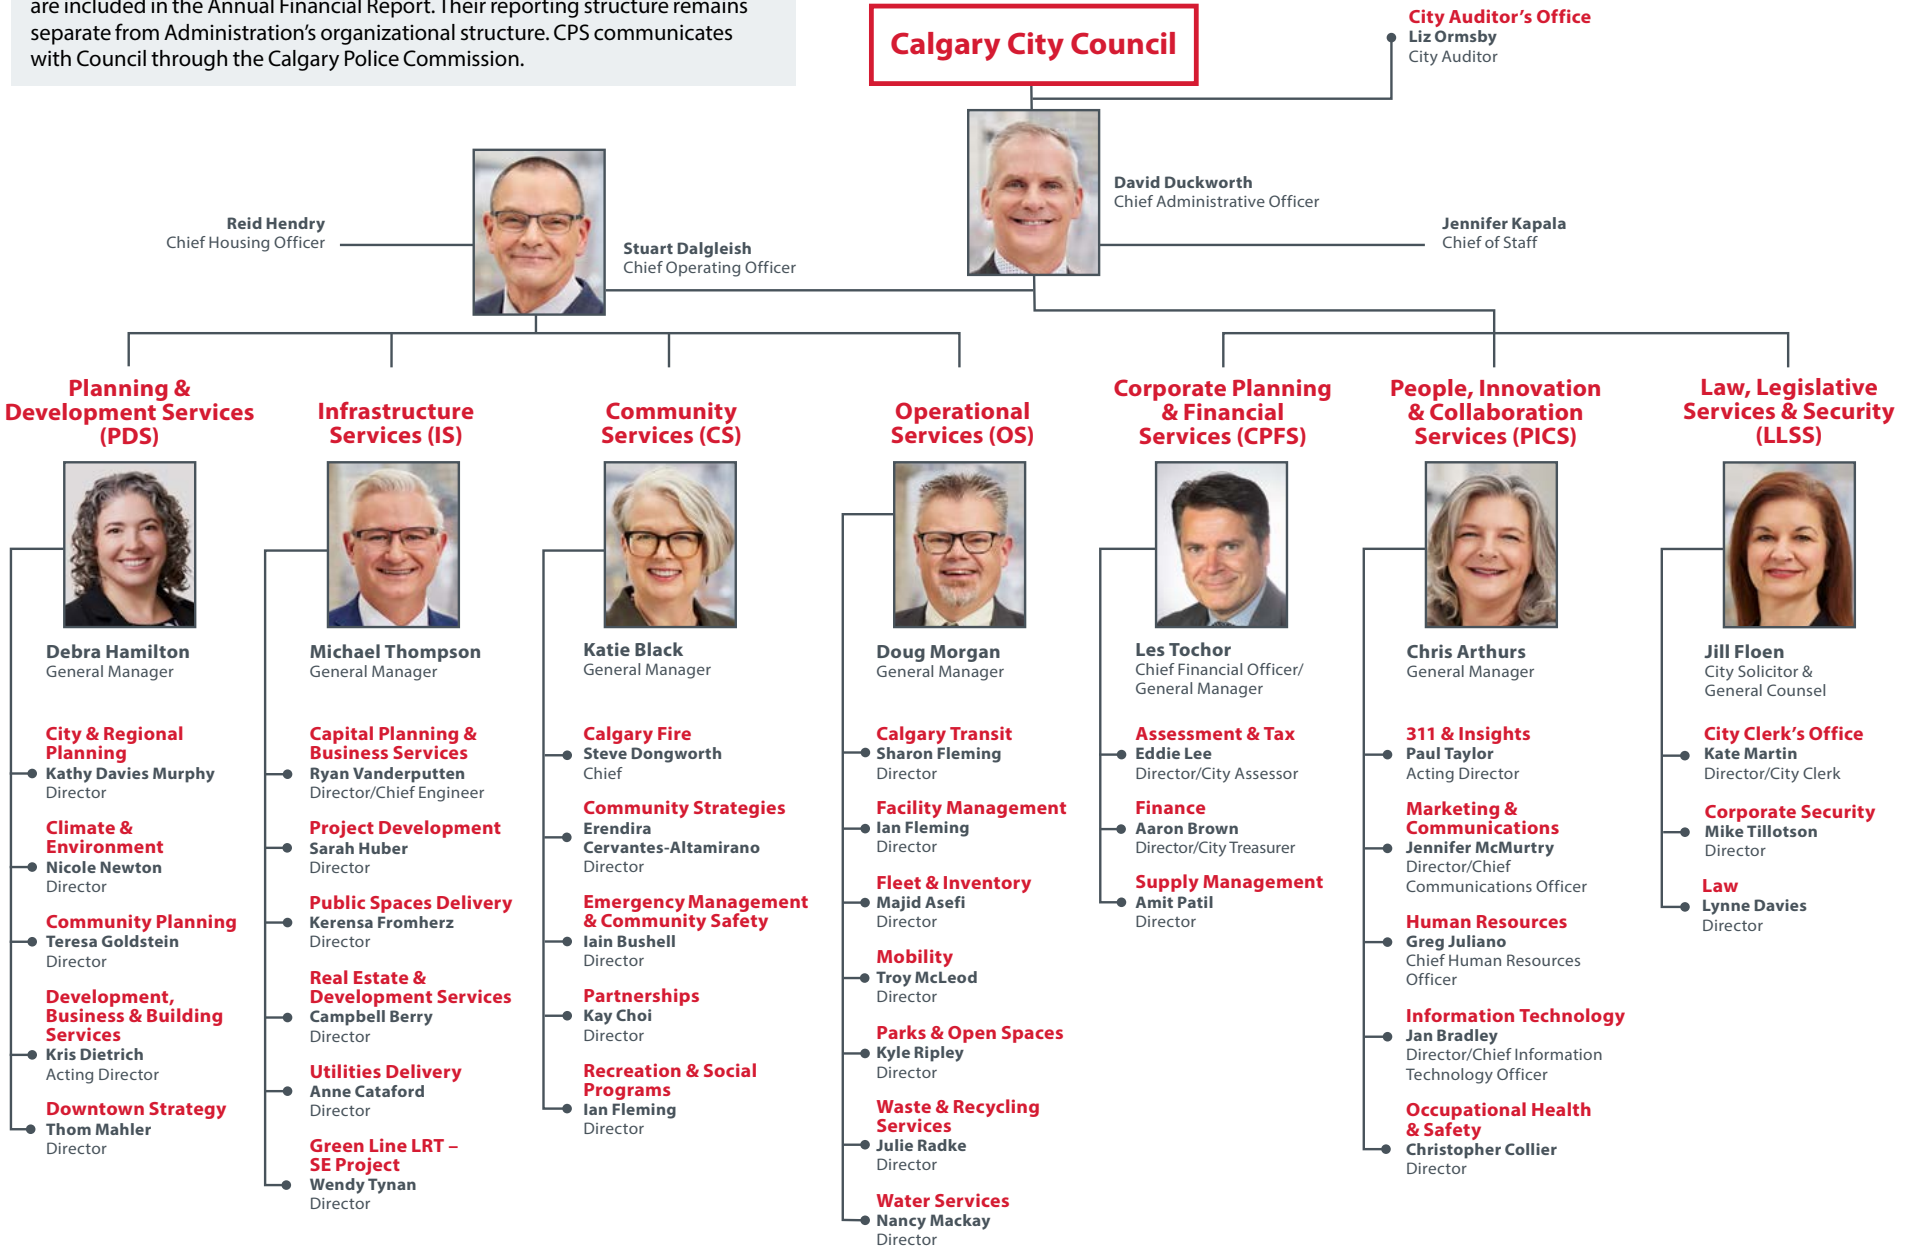 are included in the Annual Financial Report. Their reporting structure remains
separate from Administration's organizational structure. CPS communicates
with Council through the Calgary Police Commission.
Calgary City Council
City Auditor's Office
Liz Ormsby
City Auditor
David Duckworth
Chief Administrative Officer
Jennifer Kapala
Chief of Staff
Reid Hendry
Chief Housing Officer
Stuart Dalgleish
Chief Operating Officer
Planning &
Development Services
(PDS)
Debra Hamilton
General Manager
City & Regional
Planning
Kathy Davies Murphy
Director
Climate &
Environment
Nicole Newton
Director
Community Planning
Teresa Goldstein
Director
Development,
Business & Building
Services
Kris Dietrich
Acting Director
Downtown Strategy
Thom Mahler
Director
Infrastructure
Services (IS)
Michael Thompson
General Manager
Capital Planning &
Business Services
Ryan Vanderputten
Director/Chief Engineer
Project Development
Sarah Huber
Director
Public Spaces Delivery
Kerensa Fromherz
Director
Real Estate &
Development Services
Campbell Berry
Director
Utilities Delivery
Anne Cataford
Director
Green Line LRT –
SE Project
Wendy Tynan
Director
Community
Services (CS)
Katie Black
General Manager
Calgary Fire
Steve Dongworth
Chief
Community Strategies
Erendira
Cervantes-Altamirano
Director
Emergency Management
& Community Safety
Iain Bushell
Director
Partnerships
Kay Choi
Director
Recreation & Social
Programs
Ian Fleming
Director
Operational
Services (OS)
Doug Morgan
General Manager
Calgary Transit
Sharon Fleming
Director
Facility Management
Ian Fleming
Director
Fleet & Inventory
Majid Asefi
Director
Mobility
Troy McLeod
Director
Parks & Open Spaces
Kyle Ripley
Director
Waste & Recycling
Services
Julie Radke
Director
Water Services
Nancy Mackay
Director
Corporate Planning
& Financial
Services (CPFS)
Les Tochor
Chief Financial Officer/
General Manager
Assessment & Tax
Eddie Lee
Director/City Assessor
Finance
Aaron Brown
Director/City Treasurer
Supply Management
Amit Patil
Director
People, Innovation
& Collaboration
Services (PICS)
Chris Arthurs
General Manager
311 & Insights
Paul Taylor
Acting Director
Marketing &
Communications
Jennifer McMurtry
Director/Chief
Communications Officer
Human Resources
Greg Juliano
Chief Human Resources
Officer
Information Technology
Jan Bradley
Director/Chief Information
Technology Officer
Occupational Health
& Safety
Christopher Collier
Director
Law, Legislative
Services & Security
(LLSS)
Jill Floen
City Solicitor &
General Counsel
City Clerk's Office
Kate Martin
Director/City Clerk
Corporate Security
Mike Tillotson
Director
Law
Lynne Davies
Director